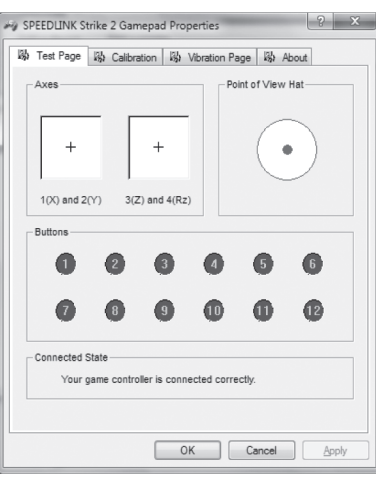 SPEEDLINK Strike 2 Gamepad Properties
? X
Test Page Calibration Vibration Page About
Axes
Point of View Hat
1(X) and 2(Y) 3(Z) and 4(Rz)
Buttons
1 2 3 4 5 6
7 8 9 10 11 12
Connected State
Your game controller is connected correctly.
OK Cancel Apply